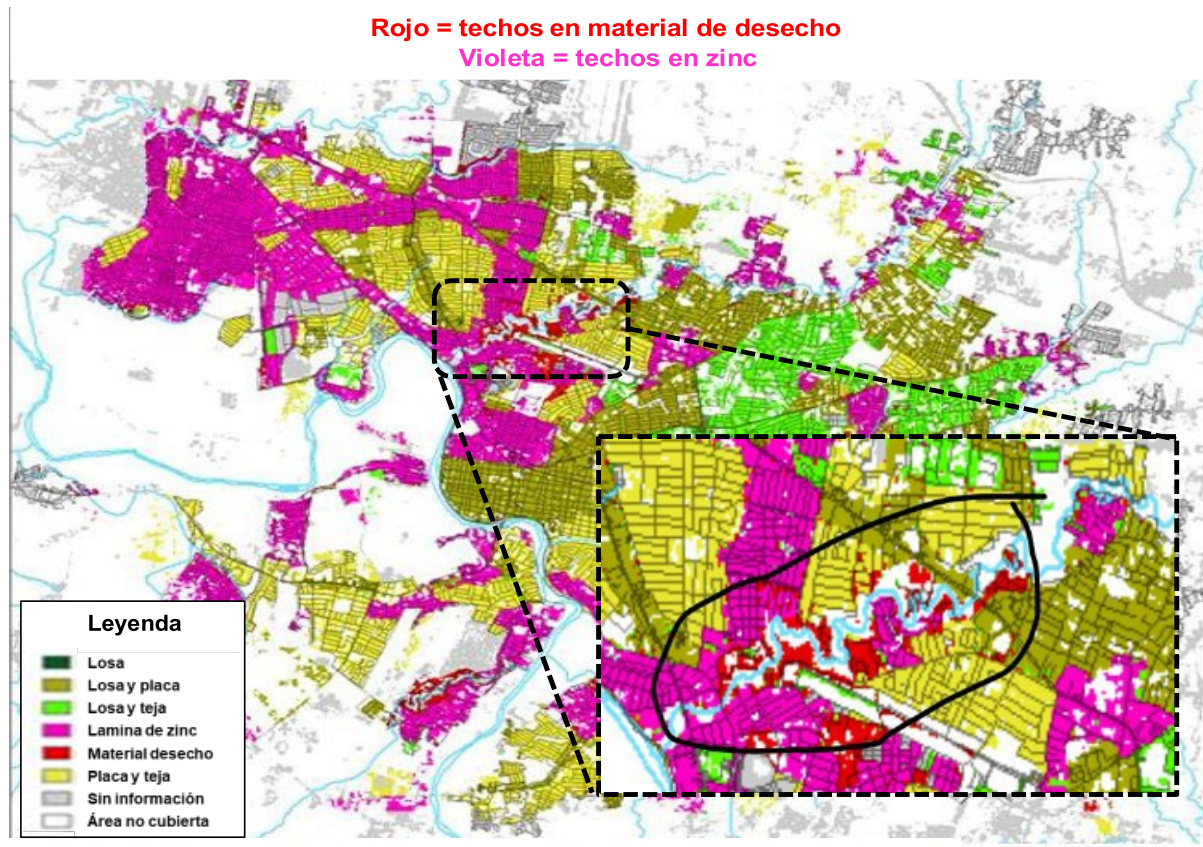 Rojo = techos en material de desecho
Violeta = techos en zinc
Leyenda
Losa
Losa y placa
Losa y teja
Lamina de zinc
Material desecho
Placa y teja
Sin información
Área no cubierta